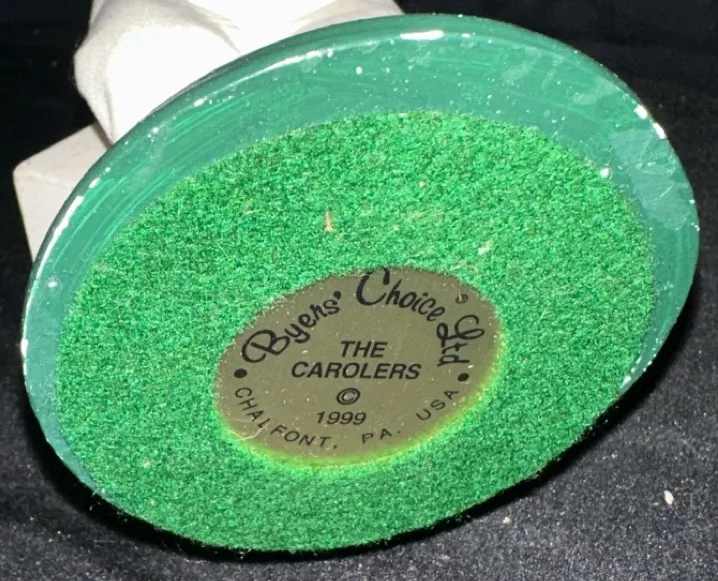 Byers' Choice Ltd
THE
CAROLERS
©
1999
CHALFONT, PA. USA